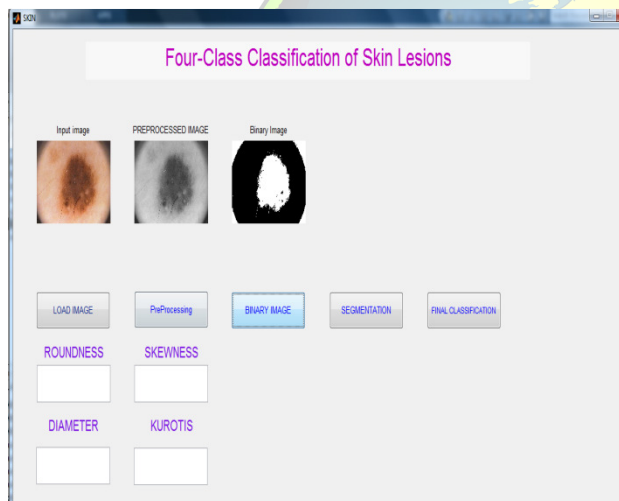 SKIN
Four-Class Classification of Skin Lesions
Input image PREPROCESSED IMAGE Binary Image
LOAD IMAGE PreProcessing BINARY IMAGE SEGMENTATION FINAL CLASSIFICATION
ROUNDNESS SKEWNESS
DIAMETER KUROTIS